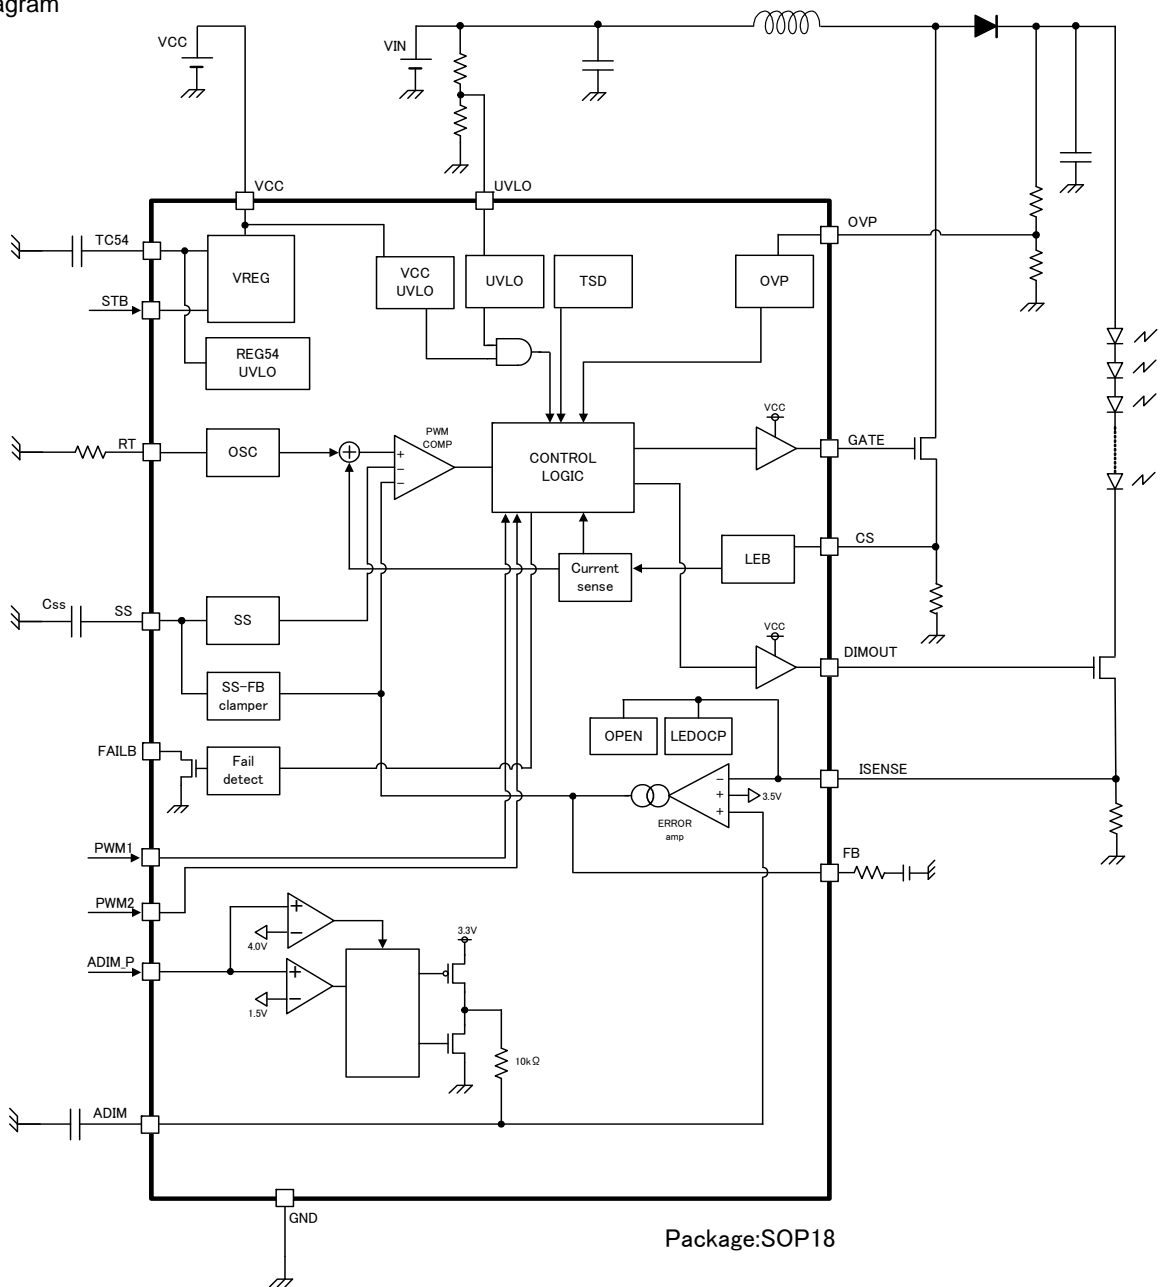 agram
VCC
VIN
VCC
UVLO
TC54
OVP
VREG
VCC
UVLO
UVLO
TSD
OVP
STB
REG54
UVLO
PWM
COMP
VCC
RT
OSC
+
+
−
−
CONTROL
LOGIC
GATE
CS
LEB
Current
sense
Css
SS
SS
VCC
DIMOUT
SS-FB
clamper
OPEN
LEDOCP
FAILB
Fail
detect
ISENSE
−
+
3.5V
+
ERROR
amp
PWM1
FB
PWM2
+
4.0V
−
3.3V
ADIM_P
+
1.5V
−
10kΩ
ADIM
GND
Package:SOP18